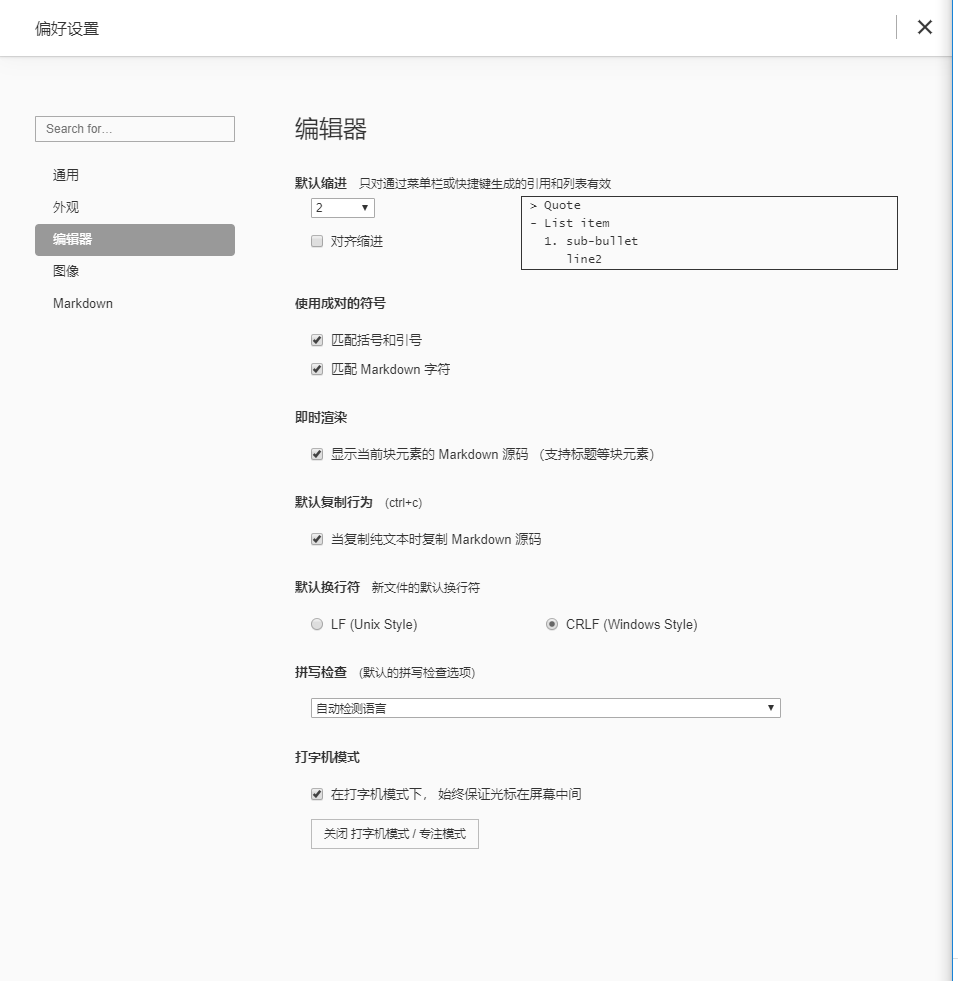 偏好设置
Search for…
通用
外观
编辑器
图像
Markdown
编辑器
默认缩进 只对通过菜单栏或快捷键生成的引用和列表有效
2
对齐缩进
> Quote
- List item
1. sub-bullet
line2
使用成对的符号
匹配括号和引号
匹配 Markdown 字符
即时渲染
显示当前块元素的 Markdown 源码 （支持标题等块元素）
默认复制行为 (ctrl+c)
当复制纯文本时复制 Markdown 源码
默认换行符 新文件的默认换行符
LF (Unix Style) CRLF (Windows Style)
拼写检查 (默认的拼写检查选项)
自动检测语言
打字机模式
在打字机模式下， 始终保证光标在屏幕中间
关闭 打字机模式 / 专注模式